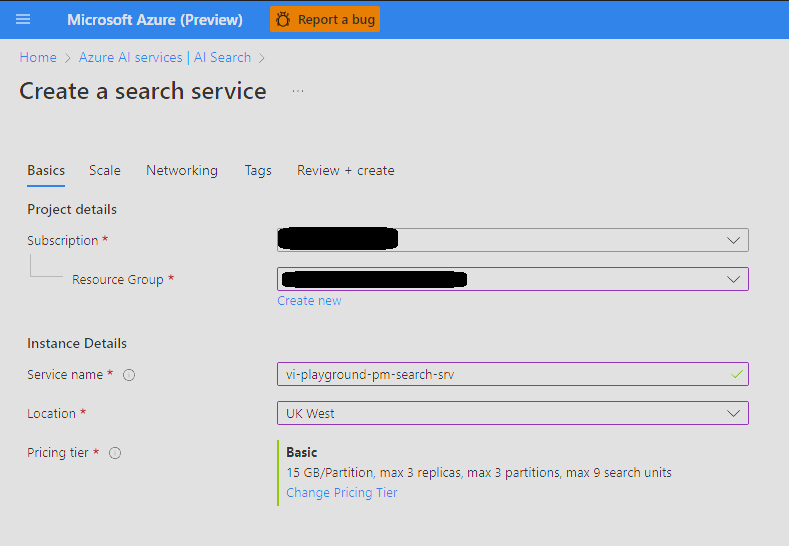 Microsoft Azure (Preview) Report a bug
Home > Azure AI services | AI Search >
Create a search service ...
Basics Scale Networking Tags Review + create
Project details
Subscription *
Resource Group *
Create new
Instance Details
Service name * vi-playground-pm-search-srv
Location * UK West
Pricing tier * Basic
15 GB/Partition, max 3 replicas, max 3 partitions, max 9 search units
Change Pricing Tier